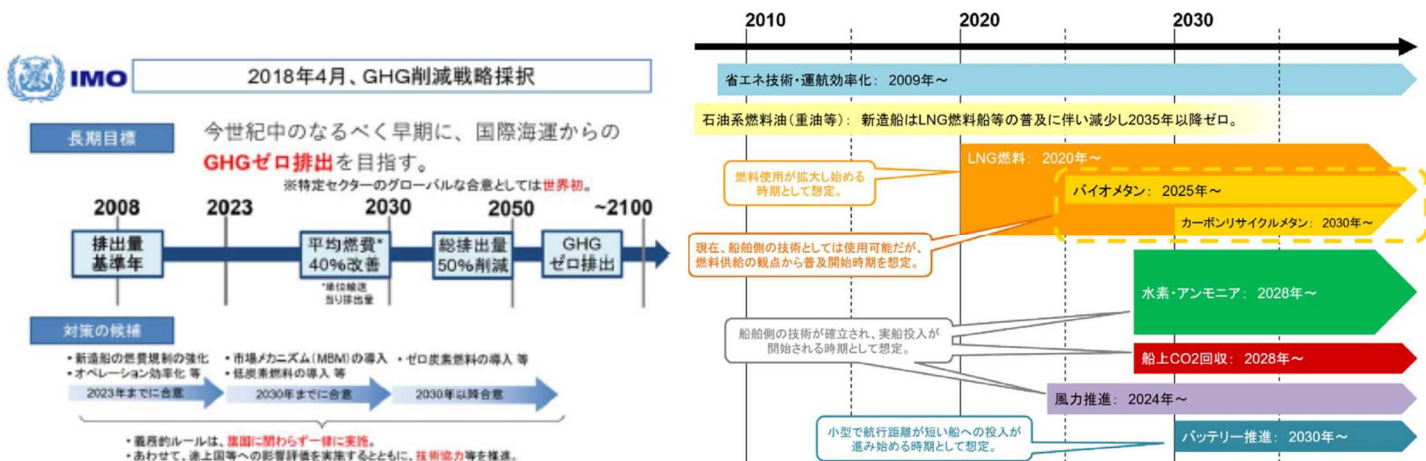 IMO
2018年4月、GHG削減戦略採択
長期目標
今世紀中のなるべく早期に、国際海運からの
GHGゼロ排出を目指す。
※特定セクターのグローバルな合意としては世界初。
2008 2023 2030 2050 ~2100
排出量
基準年
平均燃費*
40%改善
*単位輸送
当り排出量
総排出量
50%削減
GHG
ゼロ排出
対策の候補
・新造船の燃費規制の強化
・オペレーション効率化 等
2023年までに合意
・市場メカニズム(MBM)の導入
・低炭素燃料の導入 等
2030年までに合意
・ゼロ炭素燃料の導入 等
2030年以降合意
・義務的ルールは、旗国に関わらず一律に実施。
・あわせて、途上国等への影響評価を実施するとともに、技術協力等を推進。
2010 2020 2030
省エネ技術・運航効率化: 2009年～
石油系燃料油(重油等): 新造船はLNG燃料船等の普及に伴い減少し2035年以降ゼロ。
LNG燃料: 2020年～
燃料使用が拡大し始める
時期として想定。
バイオメタン: 2025年～
カーボンリサイクルメタン: 2030年～
現在、船舶側の技術としては使用可能だが、
燃料供給の観点から普及開始時期を想定。
水素・アンモニア: 2028年～
船舶側の技術が確立され、実船投入が
開始される時期として想定。
船上CO2回収: 2028年～
風力推進: 2024年～
小型で航行距離が短い船への投入が
進み始める時期として想定。
バッテリー推進: 2030年～